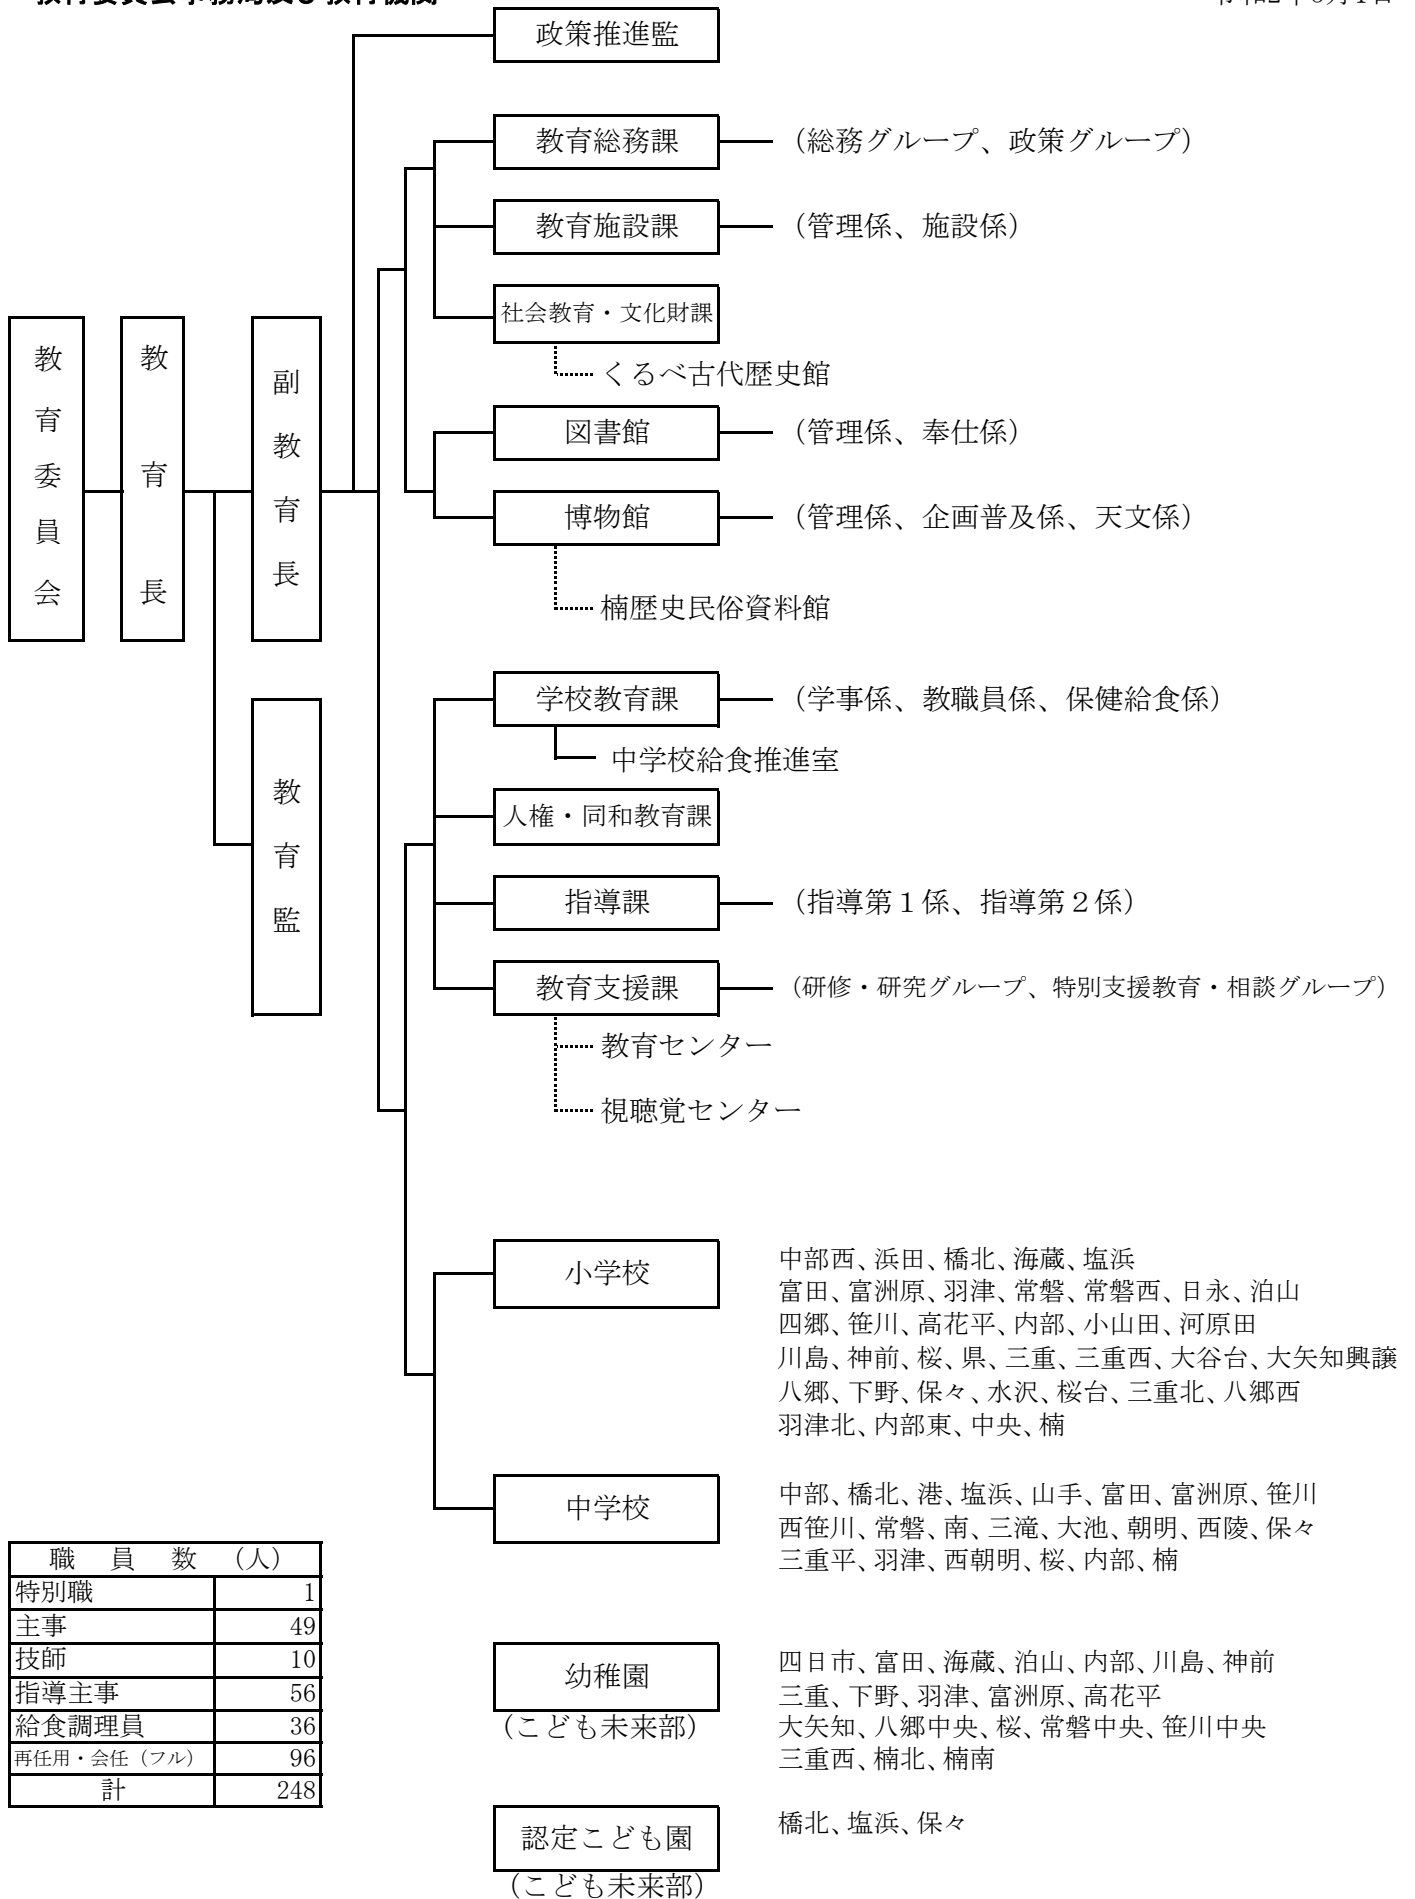 教育委員会事務局及び教育機関
政策推進監
教育総務課
（総務グループ、政策グループ）
教育施設課
（管理係、施設係）
社会教育・文化財課
くるべ古代歴史館
教育委員会
教育長
副教育長
図書館
（管理係、奉仕係）
博物館
（管理係、企画普及係、天文係）
楠歴史民俗資料館
教育監
学校教育課
（学事係、教職員係、保健給食係）
中学校給食推進室
人権・同和教育課
指導課
（指導第１係、指導第２係）
教育支援課
（研修・研究グループ、特別支援教育・相談グループ）
教育センター
視聴覚センター
小学校
中部西、浜田、橋北、海蔵、塩浜
富田、富洲原、羽津、常磐、常磐西、日永、泊山
四郷、笹川、高花平、内部、小山田、河原田
川島、神前、桜、県、三重、三重西、大谷台、大矢知興譲
八郷、下野、保々、水沢、桜台、三重北、八郷西
羽津北、内部東、中央、楠
中学校
中部、橋北、港、塩浜、山手、富田、富洲原、笹川
西笹川、常磐、南、三滝、大池、朝明、西陵、保々
三重平、羽津、西朝明、桜、内部、楠
職　員　数　（人）
特別職 1
主事 49
技師 10
指導主事 56
給食調理員 36
再任用・会任（フル） 96
計 248
幼稚園
（こども未来部）
四日市、富田、海蔵、泊山、内部、川島、神前
三重、下野、羽津、富洲原、高花平
大矢知、八郷中央、桜、常磐中央、笹川中央
三重西、楠北、楠南
認定こども園
（こども未来部）
橋北、塩浜、保々